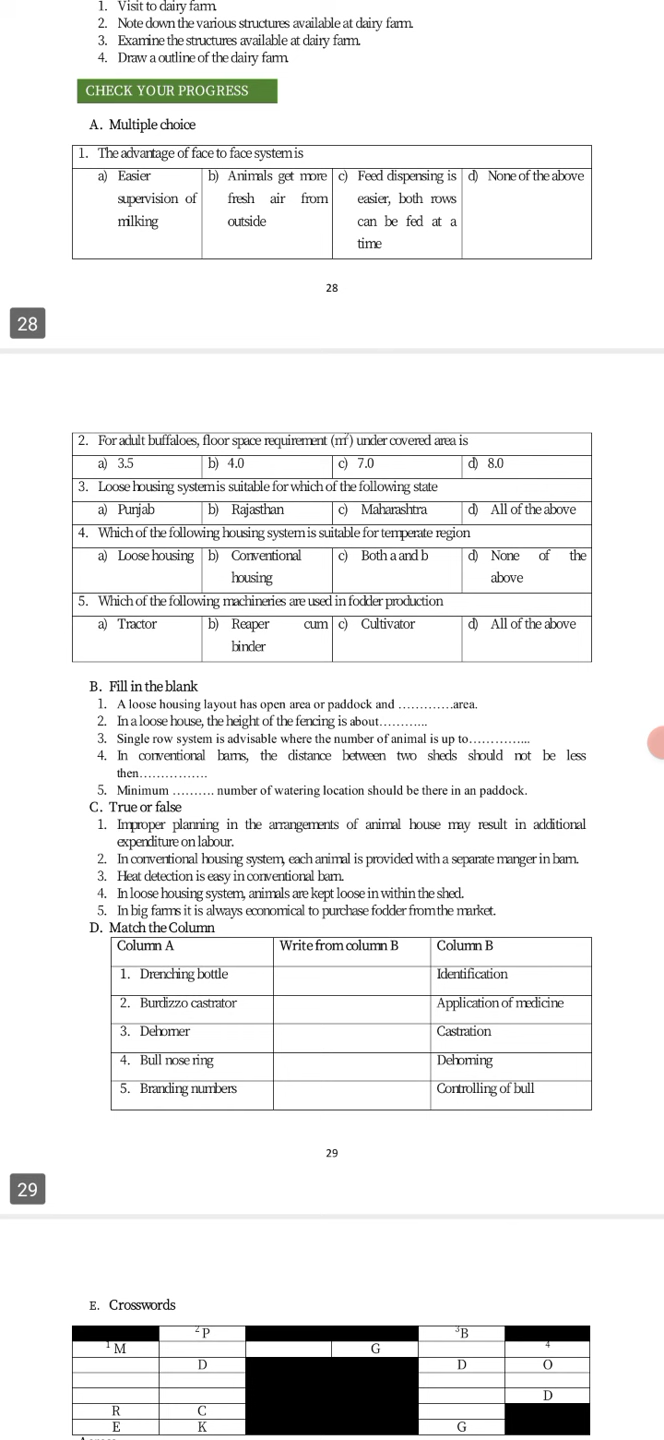 1. Visit to dairy farm.
2. Note down the various structures available at dairy farm.
3. Examine the structures available at dairy farm.
4. Draw a outline of the dairy farm.
CHECK YOUR PROGRESS
A. Multiple choice
1. The advantage of face to face system is
a) Easier supervision of milking
b) Animals get more fresh air from outside
c) Feed dispensing is easier, both rows can be fed at a time
d) None of the above
28
28
2. For adult buffaloes, floor space requirement (m²) under covered area is
a) 3.5 b) 4.0 c) 7.0 d) 8.0
3. Loose housing system is suitable for which of the following state
a) Punjab b) Rajasthan c) Maharashtra d) All of the above
4. Which of the following housing system is suitable for temperate region
a) Loose housing b) Conventional housing c) Both a and b d) None of the above
5. Which of the following machineries are used in fodder production
a) Tractor b) Reaper cum binder c) Cultivator d) All of the above
B. Fill in the blank
1. A loose housing layout has open area or paddock and ………….area.
2. In a loose house, the height of the fencing is about………...
3. Single row system is advisable where the number of animal is up to…………...
4. In conventional barns, the distance between two sheds should not be less
then…………….
5. Minimum ………. number of watering location should be there in an paddock.
C. True or false
1. Improper planning in the arrangements of animal house may result in additional
expenditure on labour.
2. In conventional housing system, each animal is provided with a separate manger in barn.
3. Heat detection is easy in conventional barn.
4. In loose housing system, animals are kept loose in within the shed.
5. In big farms it is always economical to purchase fodder from the market.
D. Match the Column
Column A Write from column B Column B
1. Drenching bottle Identification
2. Burdizzo castrator Application of medicine
3. Dehorner Castration
4. Bull nose ring Dehorning
5. Branding numbers Controlling of bull
29
29
E. Crosswords
2 P 3 B
1 M G 4
D D O
D
R C
E K G